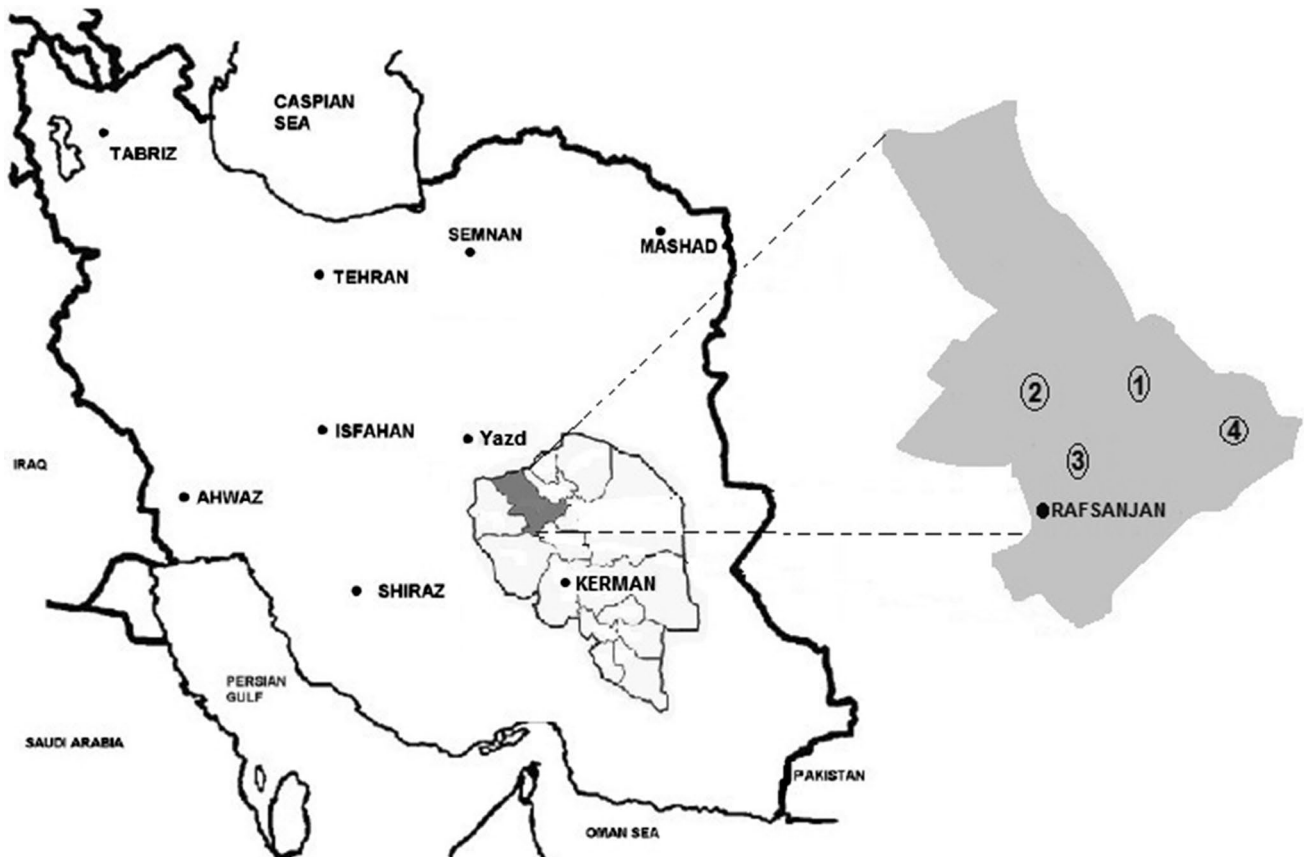 CASPIAN
SEA
TABRIZ
SEMNAN
MASHAD
TEHRAN
2
1
4
ISFAHAN
Yazd
3
IRAQ
AHWAZ
RAFSANJAN
SHIRAZ
KERMAN
PERSIAN
GULF
SAUDI ARABIA
PAKISTAN
OMAN SEA